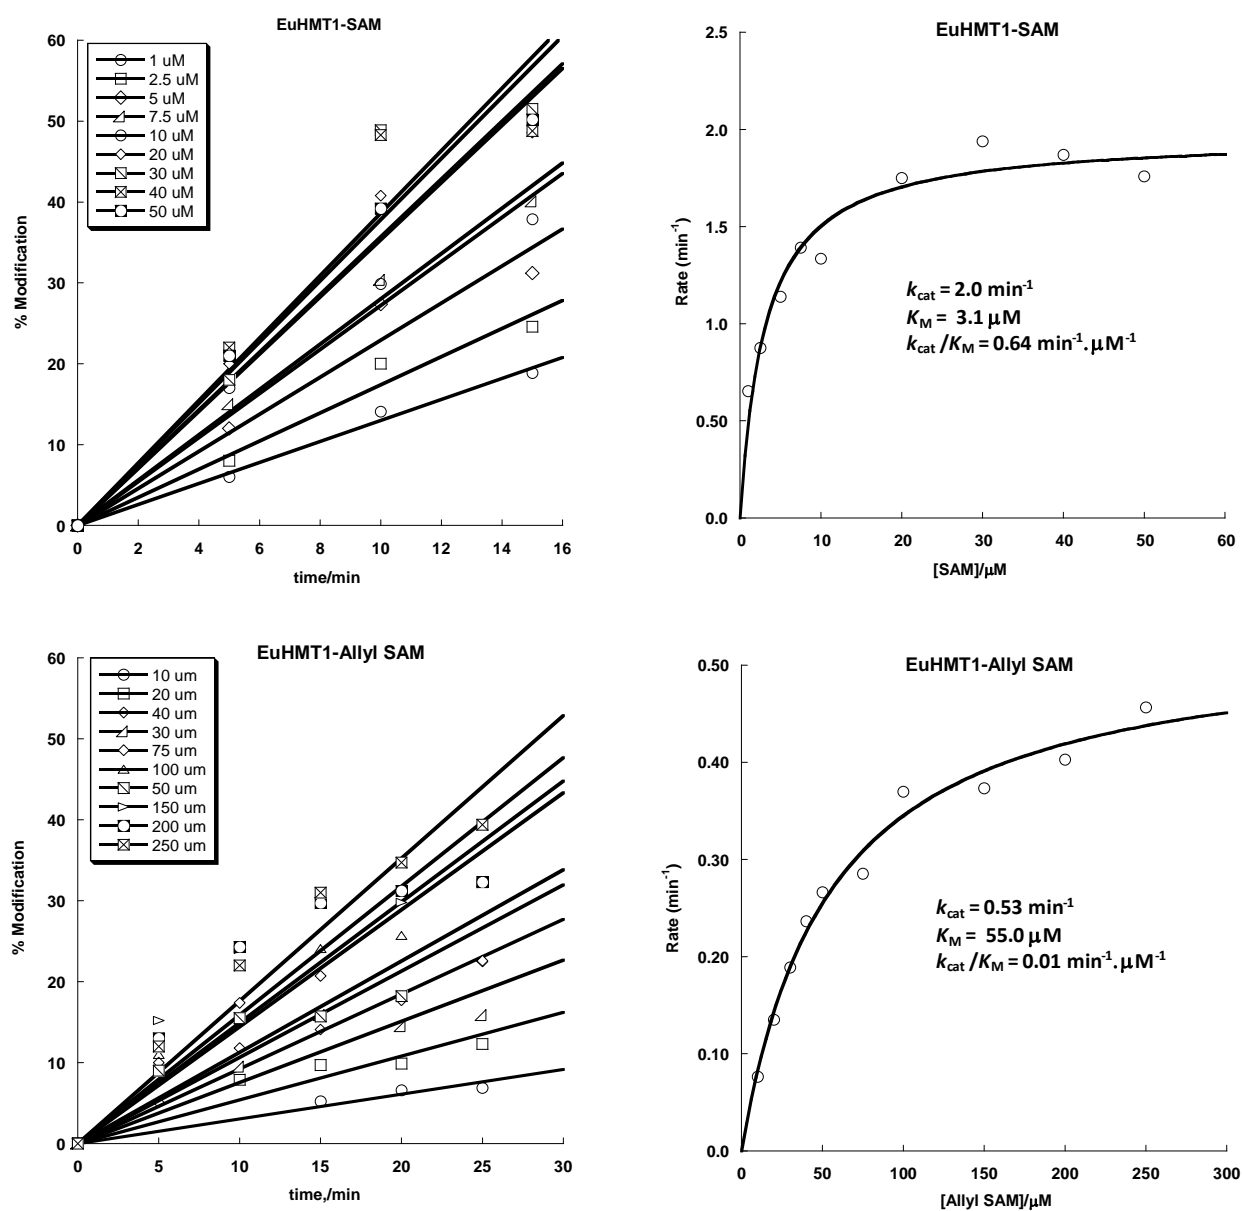 EuHMT1-SAM
60
50
40
30
20
10
0
% Modification
1 uM
2.5 uM
5 uM
7.5 uM
10 uM
20 uM
30 uM
40 uM
50 uM
0 2 4 6 8 10 12 14 16
time/min
EuHMT1-SAM
2.5
2.0
1.5
1.0
0.50
0.0
Rate (min-1)
kcat = 2.0 min-1
KM = 3.1 μM
kcat /KM = 0.64 min-1.μM-1
0 10 20 30 40 50 60
[SAM]/μM
EuHMT1-Allyl SAM
60
50
40
30
20
10
0
% Modification
10 um
20 um
40 um
30 um
75 um
100 um
50 um
150 um
200 um
250 um
0 5 10 15 20 25 30
time,/min
EuHMT1-Allyl SAM
0.50
0.40
0.30
0.20
0.10
0.0
Rate (min-1)
kcat = 0.53 min-1
KM = 55.0 μM
kcat /KM = 0.01 min-1.μM-1
0 50 100 150 200 250 300
[Allyl SAM]/μM